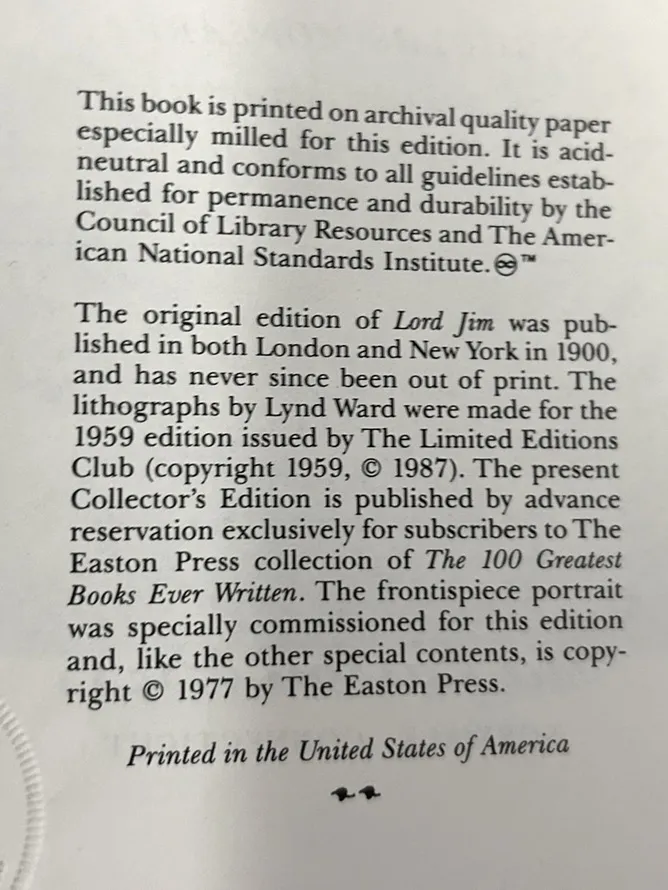 This book is printed on archival quality paper
especially milled for this edition. It is acid-
neutral and conforms to all guidelines estab-
lished for permanence and durability by the
Council of Library Resources and The Amer-
ican National Standards Institute. ♾™
The original edition of Lord Jim was pub-
lished in both London and New York in 1900,
and has never since been out of print. The
lithographs by Lynd Ward were made for the
1959 edition issued by The Limited Editions
Club (copyright 1959, © 1987). The present
Collector's Edition is published by advance
reservation exclusively for subscribers to The
Easton Press collection of The 100 Greatest
Books Ever Written. The frontispiece portrait
was specially commissioned for this edition
and, like the other special contents, is copy-
right © 1977 by The Easton Press.
Printed in the United States of America